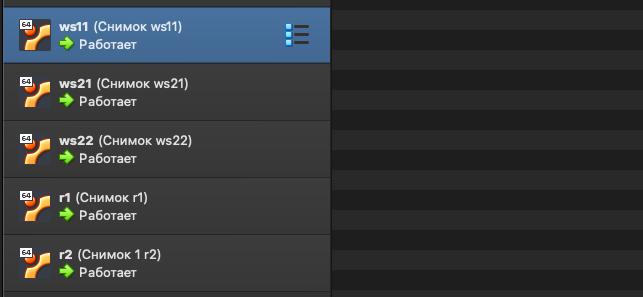 64 ws11 (Снимок ws11)
Работает
64 ws21 (Снимок ws21)
Работает
64 ws22 (Снимок ws22)
Работает
64 r1 (Снимок r1)
Работает
64 r2 (Снимок 1 r2)
Работает